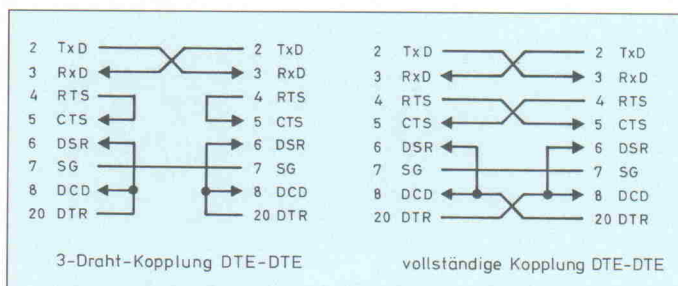 2 TxD 2 TxD
3 RxD 3 RxD
4 RTS 4 RTS
5 CTS 5 CTS
6 DSR 6 DSR
7 SG 7 SG
8 DCD 8 DCD
20 DTR 20 DTR
3-Draht-Kopplung DTE-DTE
2 TxD 2 TxD
3 RxD 3 RxD
4 RTS 4 RTS
5 CTS 5 CTS
6 DSR 6 DSR
7 SG 7 SG
8 DCD 8 DCD
20 DTR 20 DTR
vollständige Kopplung DTE-DTE